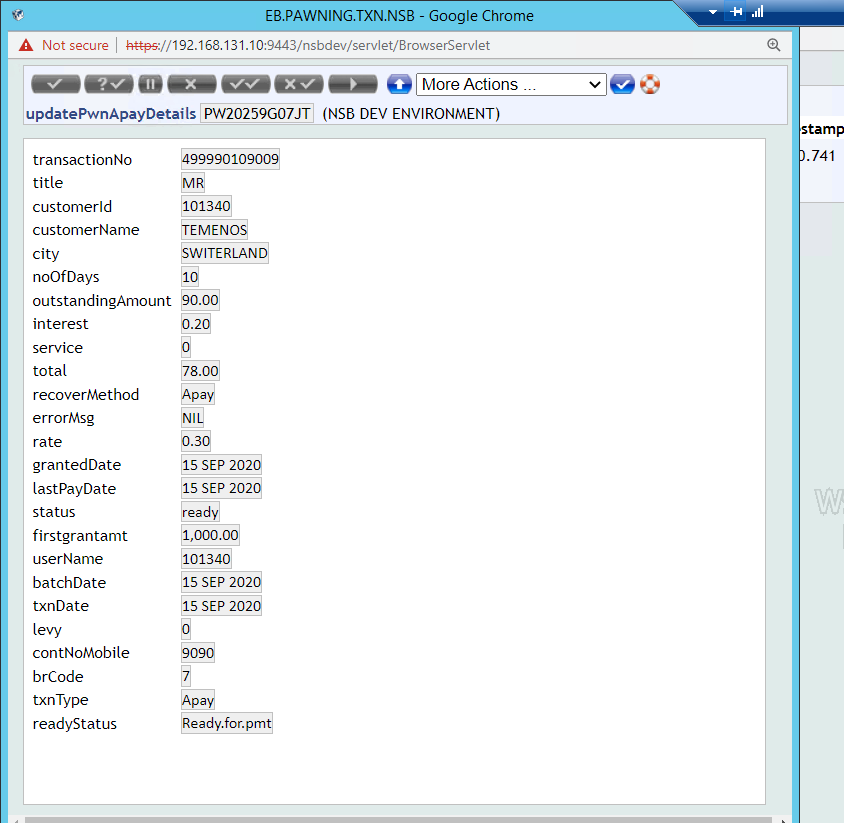 EB.PAWNING.TXN.NSB - Google Chrome
Not secure https://192.168.131.10:9443/nsbdev/servlet/BrowserServlet
More Actions ...
updatePwnApayDetails PW20259G07JT (NSB DEV ENVIRONMENT)
stamp
0.741
transactionNo 499990109009
title MR
customerId 101340
customerName TEMENOS
city SWITERLAND
noOfDays 10
outstandingAmount 90.00
interest 0.20
service 0
total 78.00
recoverMethod Apay
errorMsg NIL
rate 0.30
grantedDate 15 SEP 2020
lastPayDate 15 SEP 2020
status ready
firstgrantamt 1,000.00
userName 101340
batchDate 15 SEP 2020
txnDate 15 SEP 2020
levy 0
contNoMobile 9090
brCode 7
txnType Apay
readyStatus Ready.for.pmt